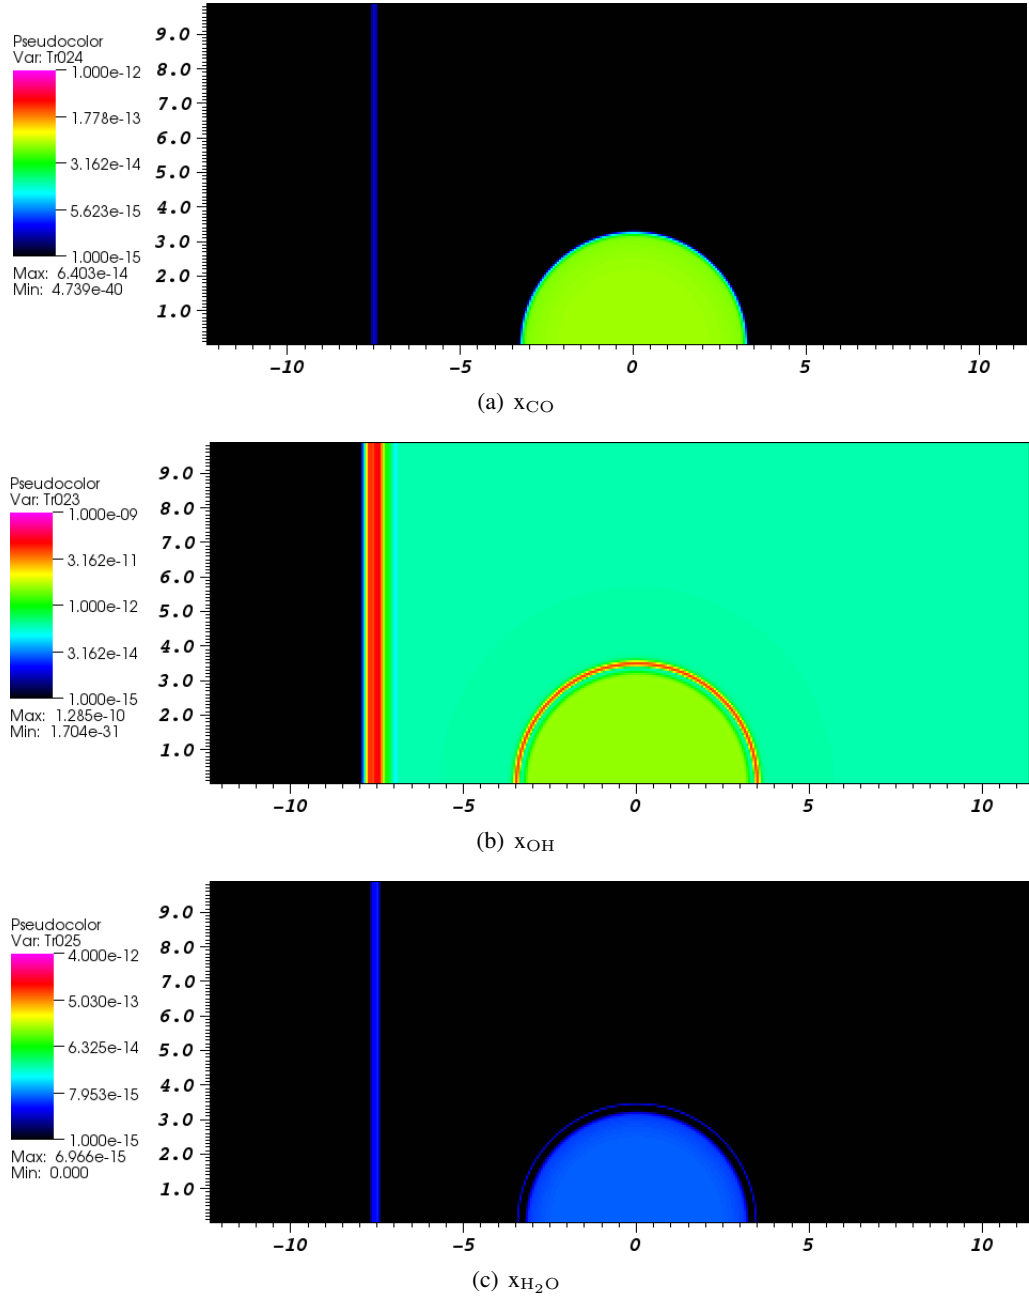 Pseudocolor
Var: Tr024
1.000e-12
1.778e-13
3.162e-14
5.623e-15
1.000e-15
Max: 6.403e-14
Min: 4.739e-40
9.0
8.0
7.0
6.0
5.0
4.0
3.0
2.0
1.0
-10 -5 0 5 10
(a) xCO
Pseudocolor
Var: Tr023
1.000e-09
3.162e-11
1.000e-12
3.162e-14
1.000e-15
Max: 1.285e-10
Min: 1.704e-31
9.0
8.0
7.0
6.0
5.0
4.0
3.0
2.0
1.0
-10 -5 0 5 10
(b) xOH
Pseudocolor
Var: Tr025
4.000e-12
5.030e-13
6.325e-14
7.953e-15
1.000e-15
Max: 6.966e-15
Min: 0.000
9.0
8.0
7.0
6.0
5.0
4.0
3.0
2.0
1.0
-10 -5 0 5 10
(c) xH₂O